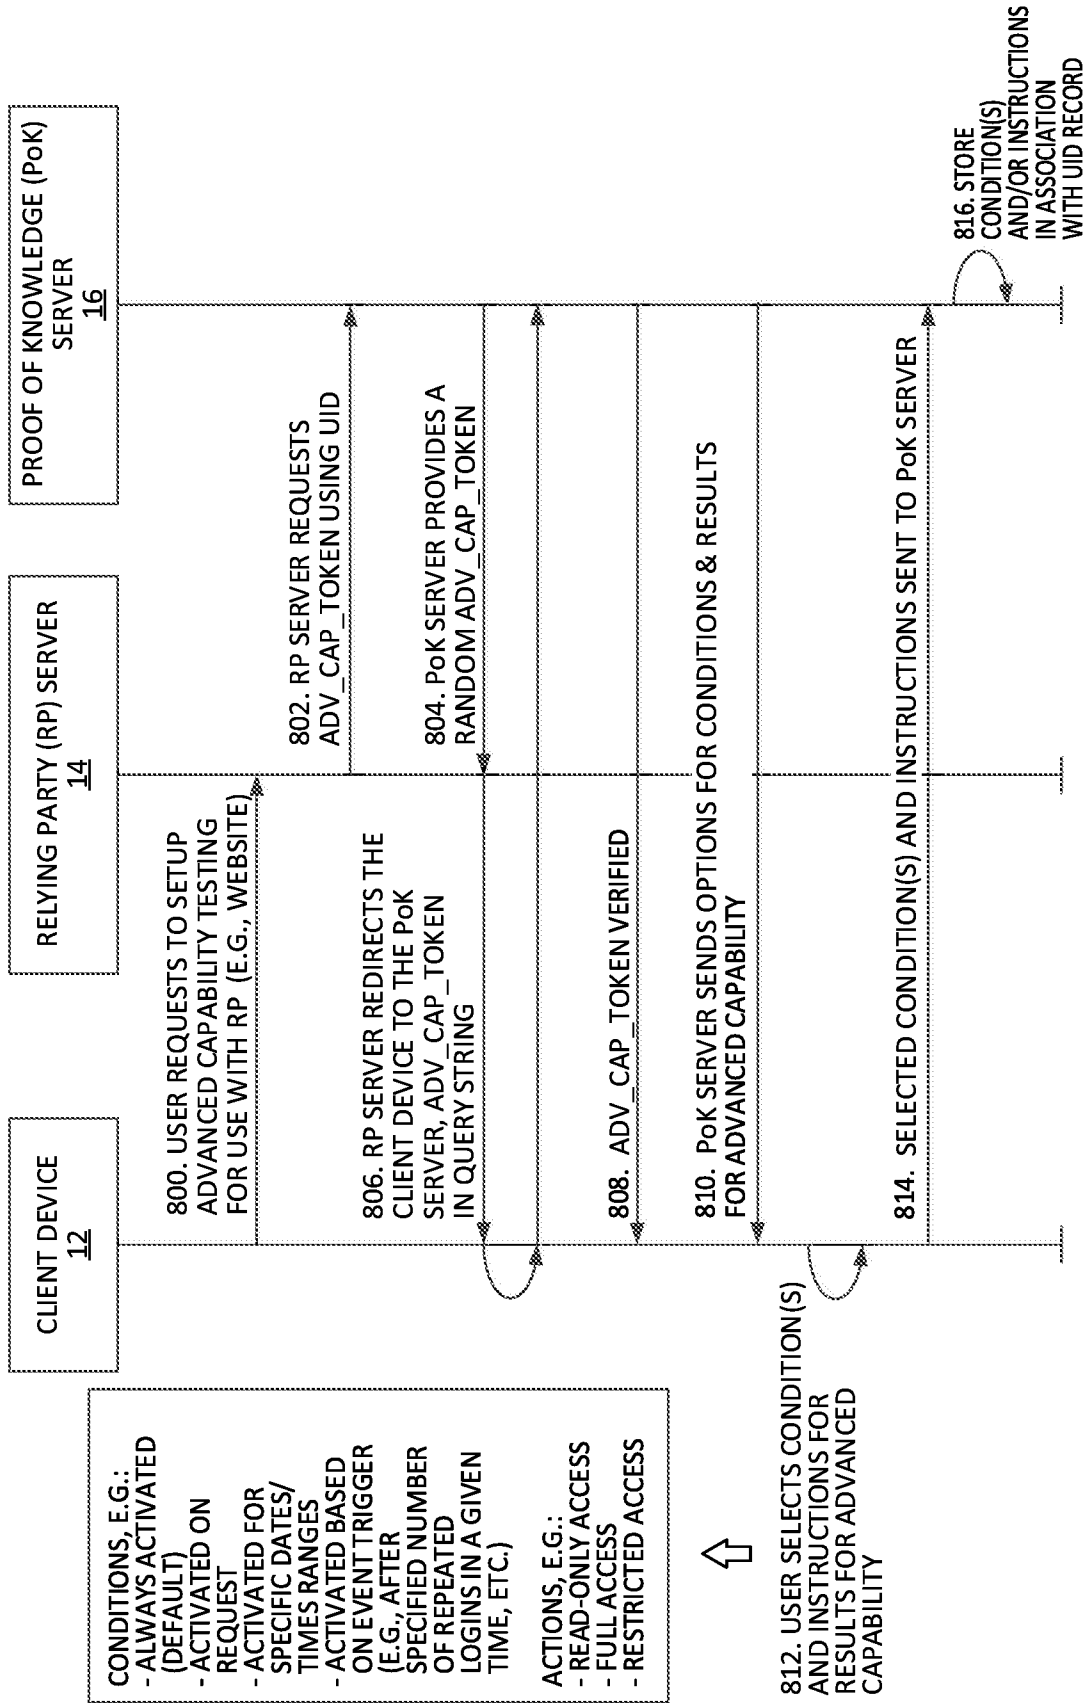 CLIENT DEVICE
12
RELYING PARTY (RP) SERVER
14
PROOF OF KNOWLEDGE (PoK)
SERVER
16
CONDITIONS, E.G.:
- ALWAYS ACTIVATED
(DEFAULT)
- ACTIVATED ON
REQUEST
- ACTIVATED FOR
SPECIFIC DATES/
TIMES RANGES
- ACTIVATED BASED
ON EVENT TRIGGER
(E.G., AFTER
SPECIFIED NUMBER
OF REPEATED
LOGINS IN A GIVEN
TIME, ETC.)
ACTIONS, E.G.:
- READ-ONLY ACCESS
- FULL ACCESS
- RESTRICTED ACCESS
800. USER REQUESTS TO SETUP
ADVANCED CAPABILITY TESTING
FOR USE WITH RP (E.G., WEBSITE)
802. RP SERVER REQUESTS
ADV_CAP_TOKEN USING UID
804. PoK SERVER PROVIDES A
RANDOM ADV_CAP_TOKEN
806. RP SERVER REDIRECTS THE
CLIENT DEVICE TO THE PoK
SERVER, ADV_CAP_TOKEN
IN QUERY STRING
808. ADV_CAP_TOKEN VERIFIED
810. PoK SERVER SENDS OPTIONS FOR CONDITIONS & RESULTS
FOR ADVANCED CAPABILITY
812. USER SELECTS CONDITION(S)
AND INSTRUCTIONS FOR
RESULTS FOR ADVANCED
CAPABILITY
814. SELECTED CONDITION(S) AND INSTRUCTIONS SENT TO PoK SERVER
816. STORE
CONDITION(S)
AND/OR INSTRUCTIONS
IN ASSOCIATION
WITH UID RECORD